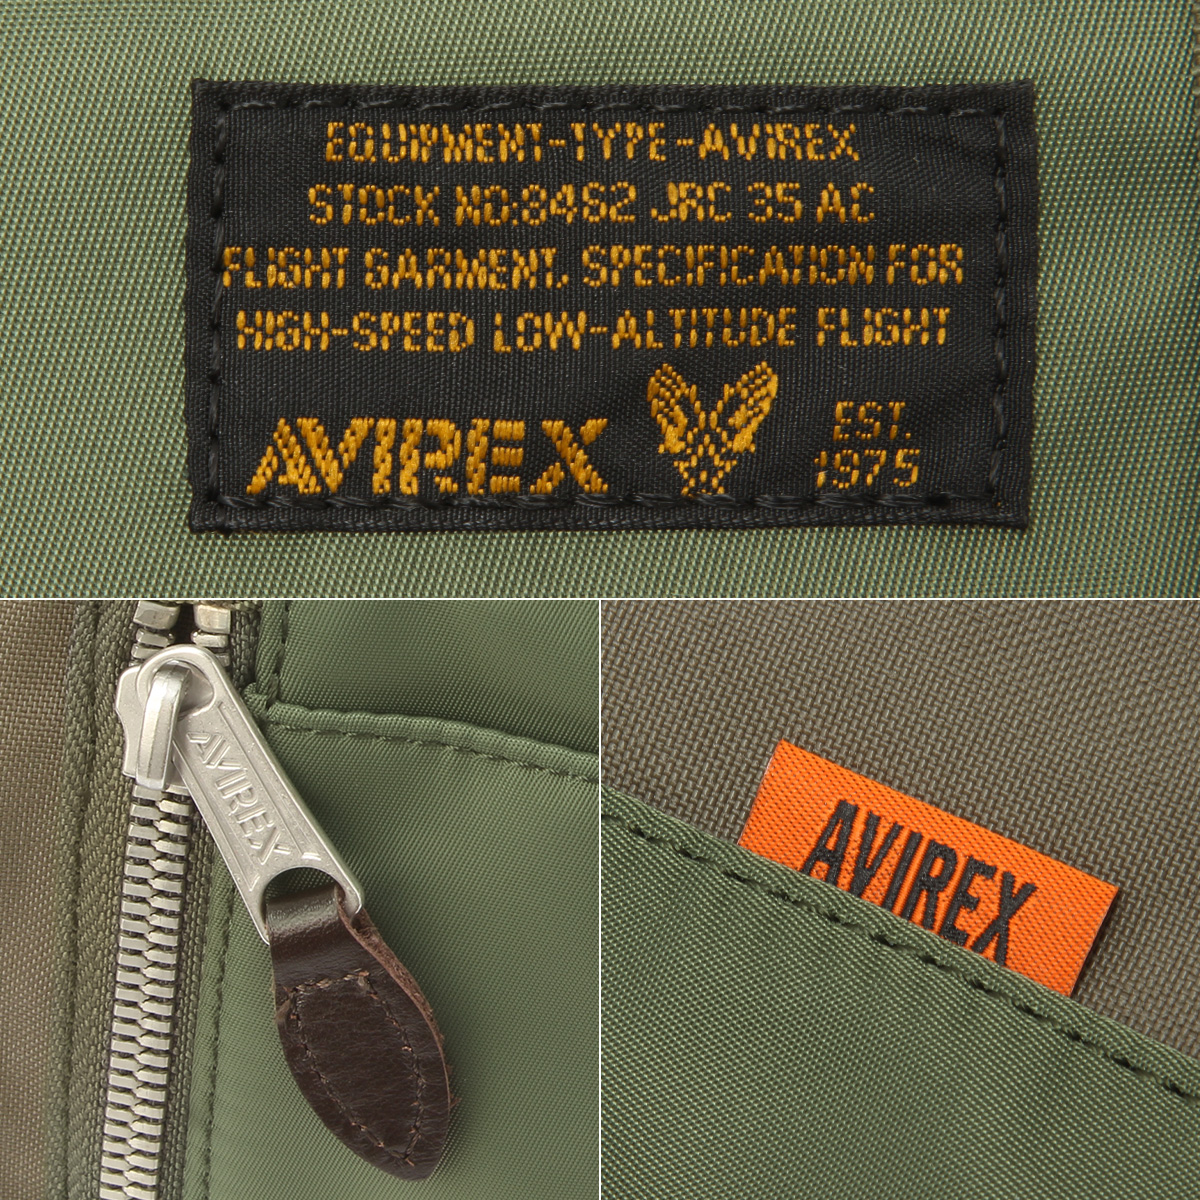 EQUIPMENT-TYPE-AVIREX
STOCK NO:8462 JRC 35 AC
FLIGHT GARMENT, SPECIFICATION FOR
HIGH-SPEED LOW-ALTITUDE FLIGHT
AVIREX
EST.
1975
AVIREX
AVIREX